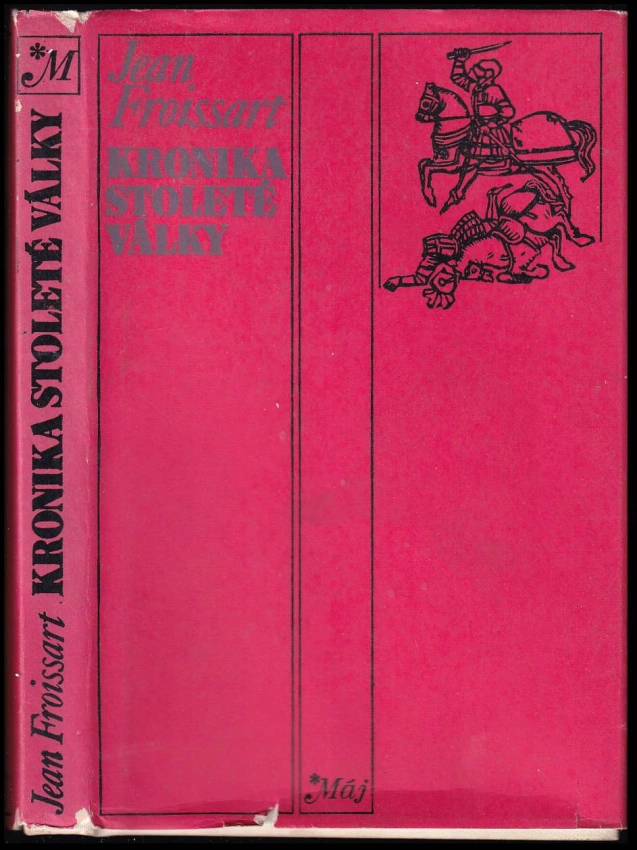 *M
KRONIKA STOLETÉ VÁLKY
Jean Froissart
Jean
Froissart
KRONIKA
STOLETÉ
VÁLKY
*Máj